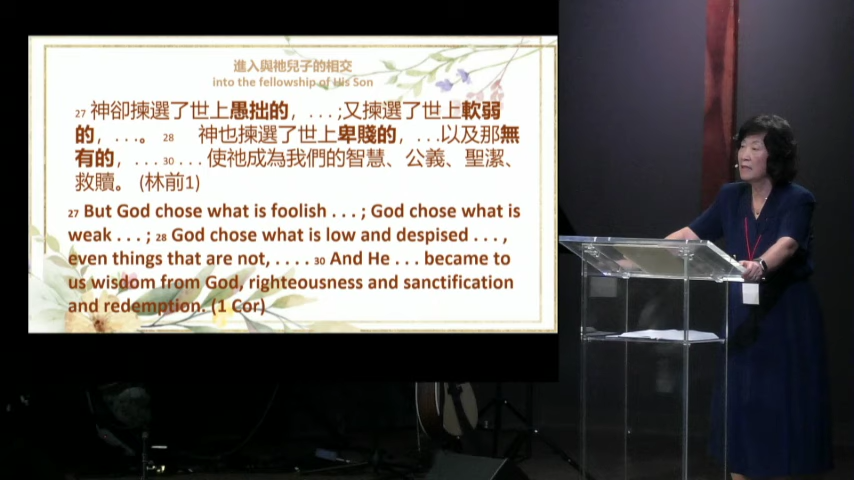 進入與祂兒子的相交
into the fellowship of His Son
27 神卻揀選了世上愚拙的，. . . ;又揀選了世上軟弱
的，. . .。 28 神也揀選了世上卑賤的，. . .以及那無
有的，. . . 30 . . . 使祂成為我們的智慧、公義、聖潔、
救贖。 (林前1)
27 But God chose what is foolish . . . ; God chose what is
weak . . . ; 28 God chose what is low and despised . . . ,
even things that are not, . . . . 30 And He . . . became to
us wisdom from God, righteousness and sanctification
and redemption. (1 Cor)